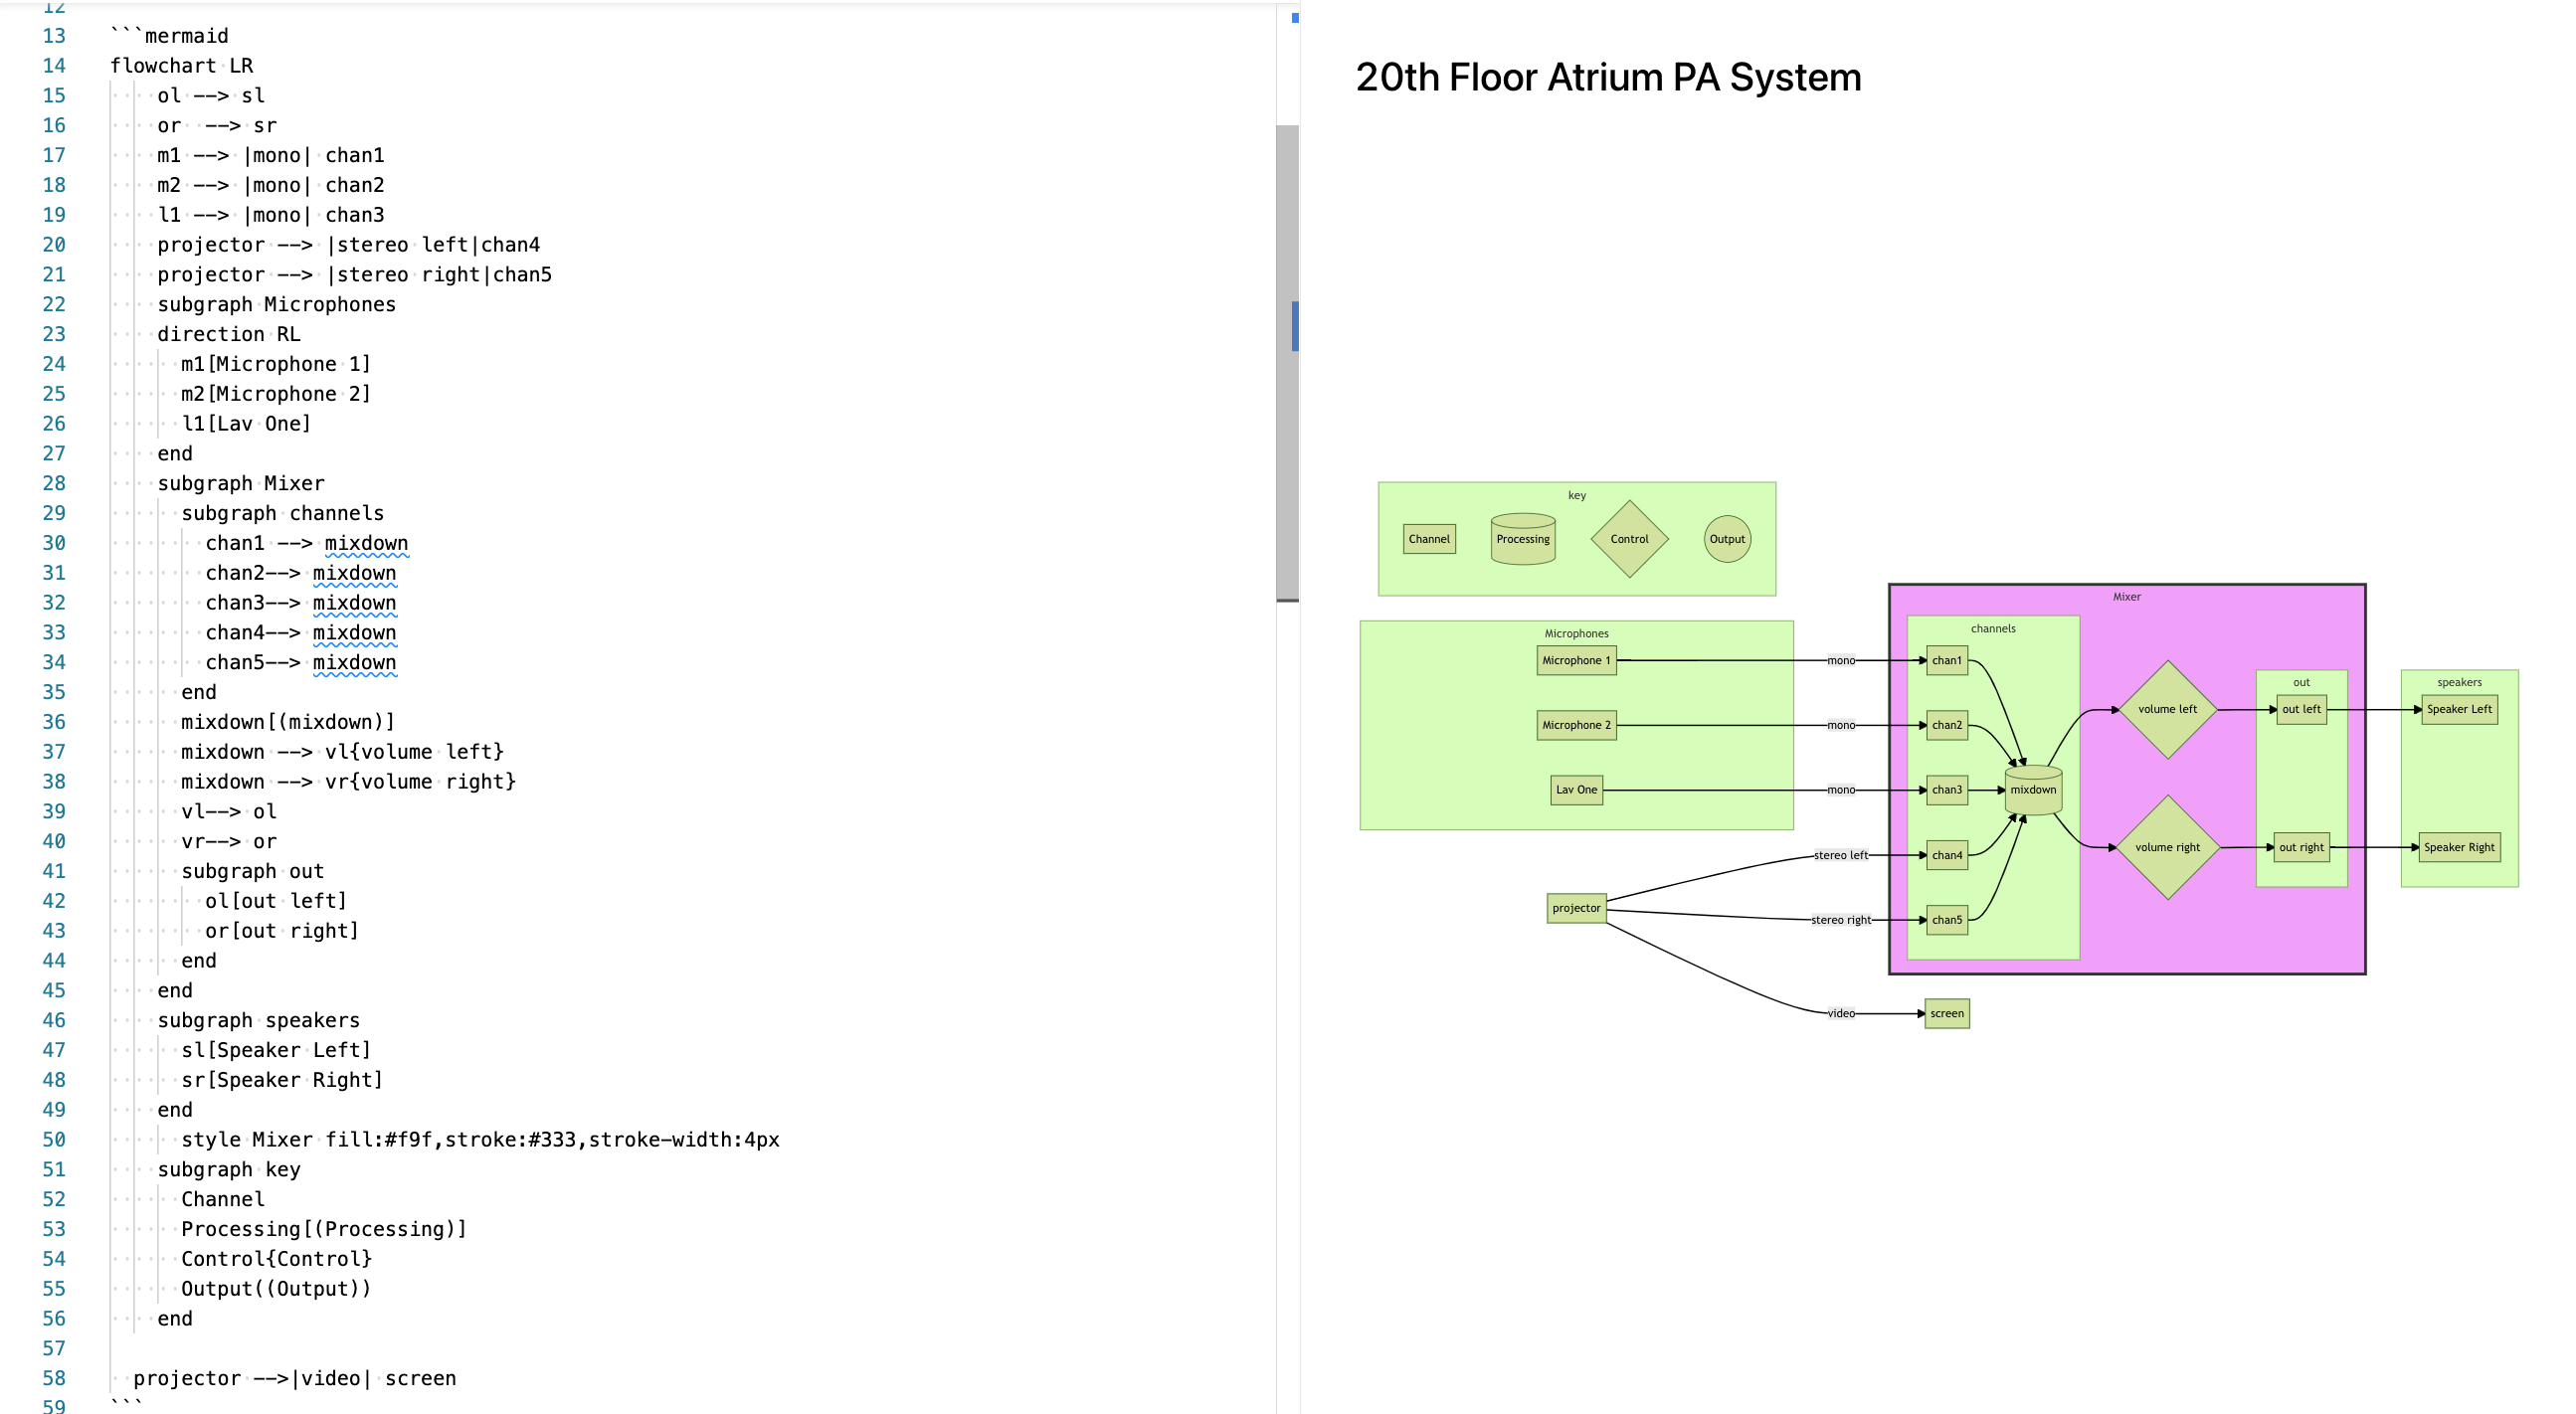 12
13 ```mermaid
14 flowchart LR
15 ol --> sl
16 or  --> sr
17 m1 --> |mono| chan1
18 m2 --> |mono| chan2
19 l1 --> |mono| chan3
20 projector --> |stereo left|chan4
21 projector --> |stereo right|chan5
22 subgraph Microphones
23 direction RL
24 m1[Microphone 1]
25 m2[Microphone 2]
26 l1[Lav One]
27 end
28 subgraph Mixer
29 subgraph channels
30 chan1 --> mixdown
31 chan2--> mixdown
32 chan3--> mixdown
33 chan4--> mixdown
34 chan5--> mixdown
35 end
36 mixdown[(mixdown)]
37 mixdown --> vl{volume left}
38 mixdown --> vr{volume right}
39 vl--> ol
40 vr--> or
41 subgraph out
42 ol[out left]
43 or[out right]
44 end
45 end
46 subgraph speakers
47 sl[Speaker Left]
48 sr[Speaker Right]
49 end
50 style Mixer fill:#f9f,stroke:#333,stroke-width:4px
51 subgraph key
52 Channel
53 Processing[(Processing)]
54 Control{Control}
55 Output((Output))
56 end
57
58 projector -->|video| screen
59 ```
20th Floor Atrium PA System
key
Channel
Processing
Control
Output
Microphones
Microphone 1
Microphone 2
Lav One
projector
mono
mono
mono
stereo left
stereo right
video
screen
Mixer
channels
chan1
chan2
chan3
chan4
chan5
mixdown
volume left
volume right
out
out left
out right
speakers
Speaker Left
Speaker Right